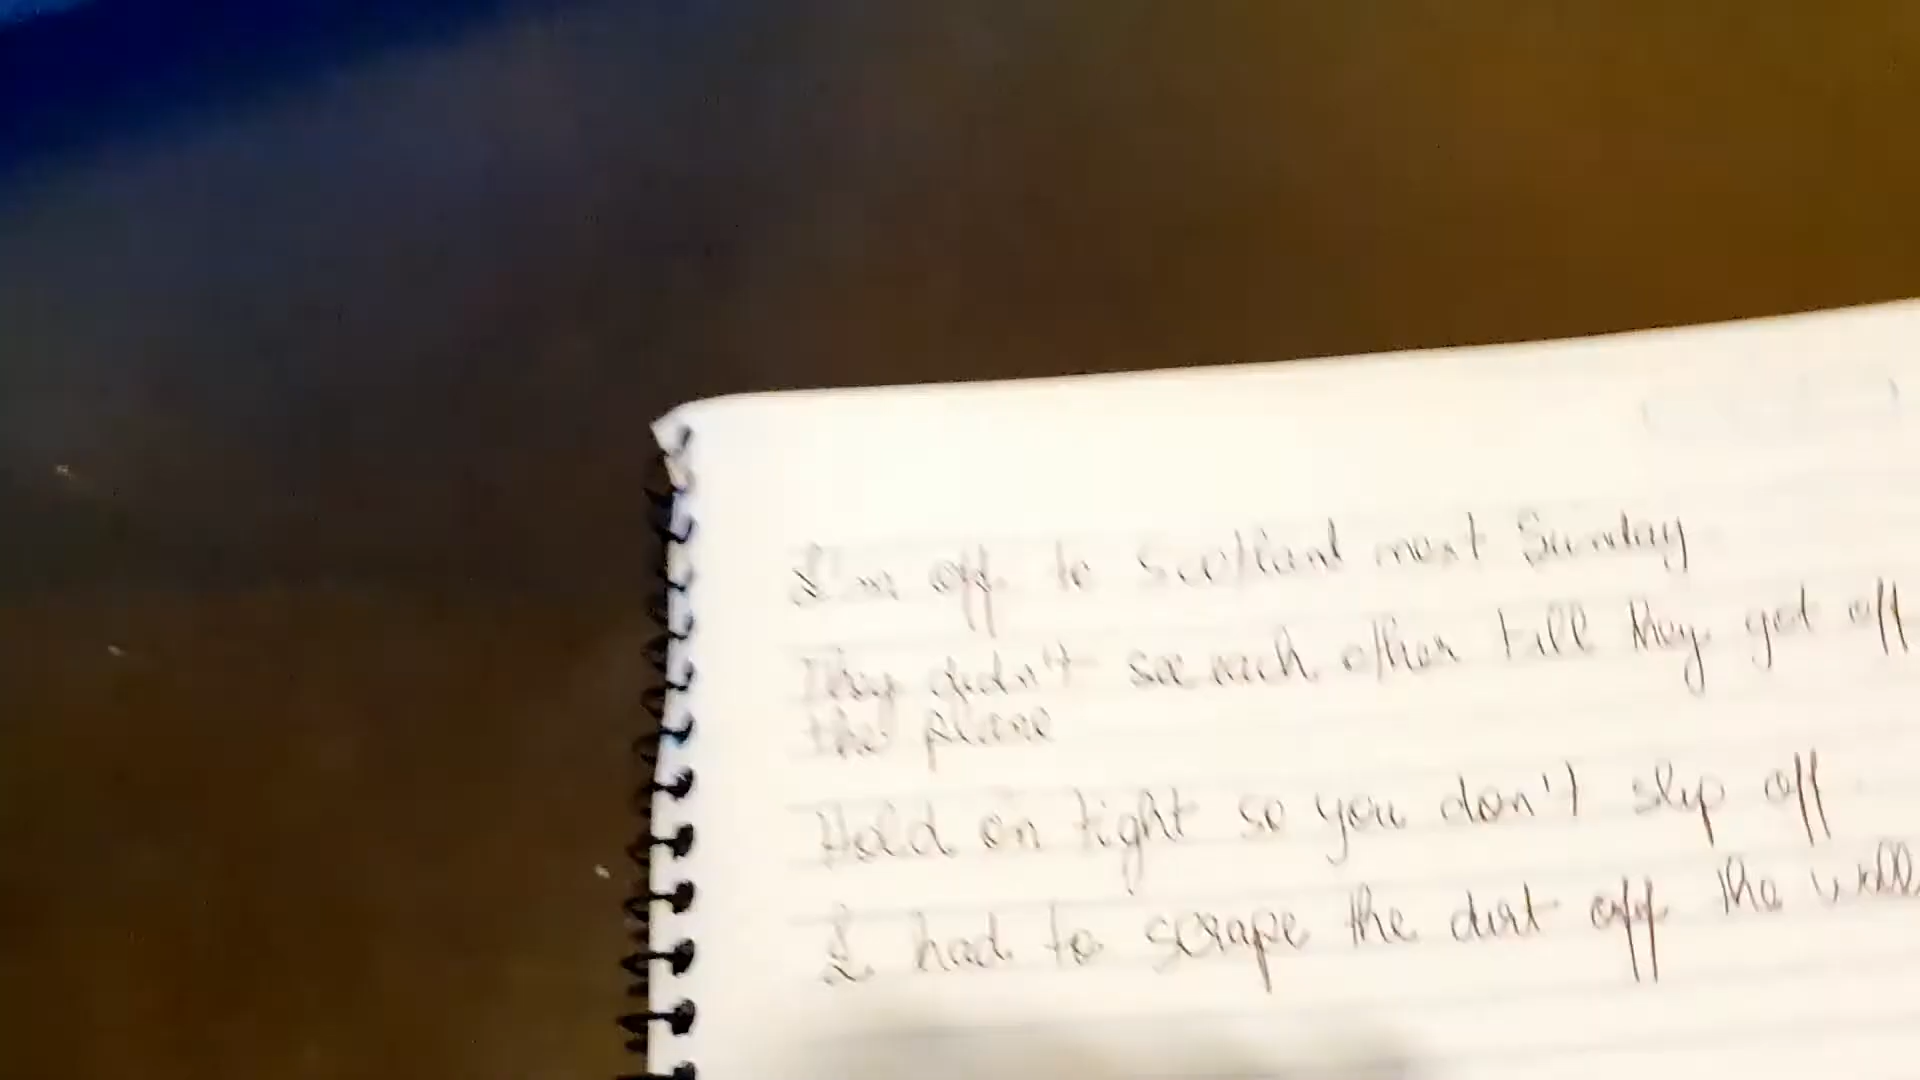 I'm off to Scotland next Sunday
They didn't see each other till they got off
the plane
Hold on tight so you don't slip off
I had to scrape the dirt off the